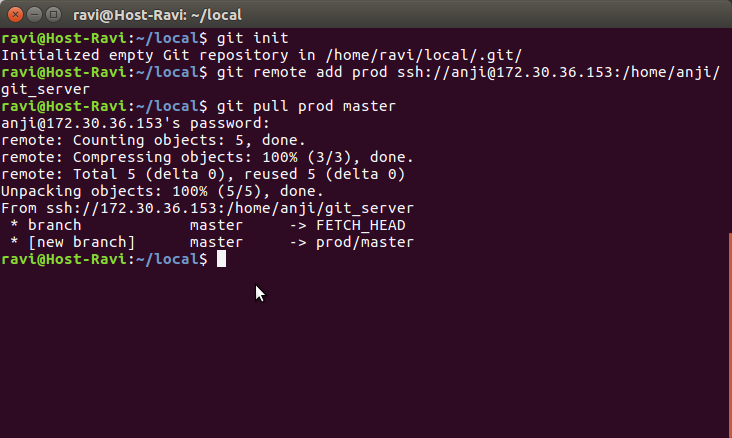 ravi@Host-Ravi: ~/local
ravi@Host-Ravi:~/local$ git init
Initialized empty Git repository in /home/ravi/local/.git/
ravi@Host-Ravi:~/local$ git remote add prod ssh://anji@172.30.36.153:/home/anji/
git_server
ravi@Host-Ravi:~/local$ git pull prod master
anji@172.30.36.153's password:
remote: Counting objects: 5, done.
remote: Compressing objects: 100% (3/3), done.
remote: Total 5 (delta 0), reused 5 (delta 0)
Unpacking objects: 100% (5/5), done.
From ssh://172.30.36.153:/home/anji/git_server
 * branch            master     -> FETCH_HEAD
 * [new branch]      master     -> prod/master
ravi@Host-Ravi:~/local$